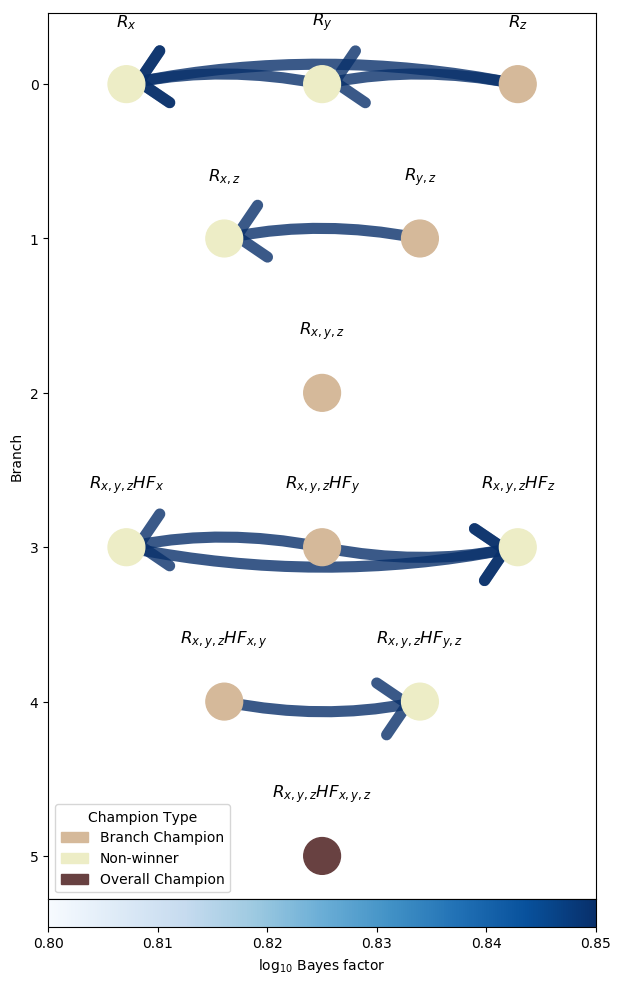 R_x R_y R_z
0
R_{x,z} R_{y,z}
1
R_{x,y,z}
2
Branch
R_{x,y,z}HF_x R_{x,y,z}HF_y R_{x,y,z}HF_z
3
R_{x,y,z}HF_{x,y} R_{x,y,z}HF_{y,z}
4
R_{x,y,z}HF_{x,y,z}
Champion Type
Branch Champion
Non-winner
Overall Champion
5
0.80 0.81 0.82 0.83 0.84 0.85
log_{10} Bayes factor